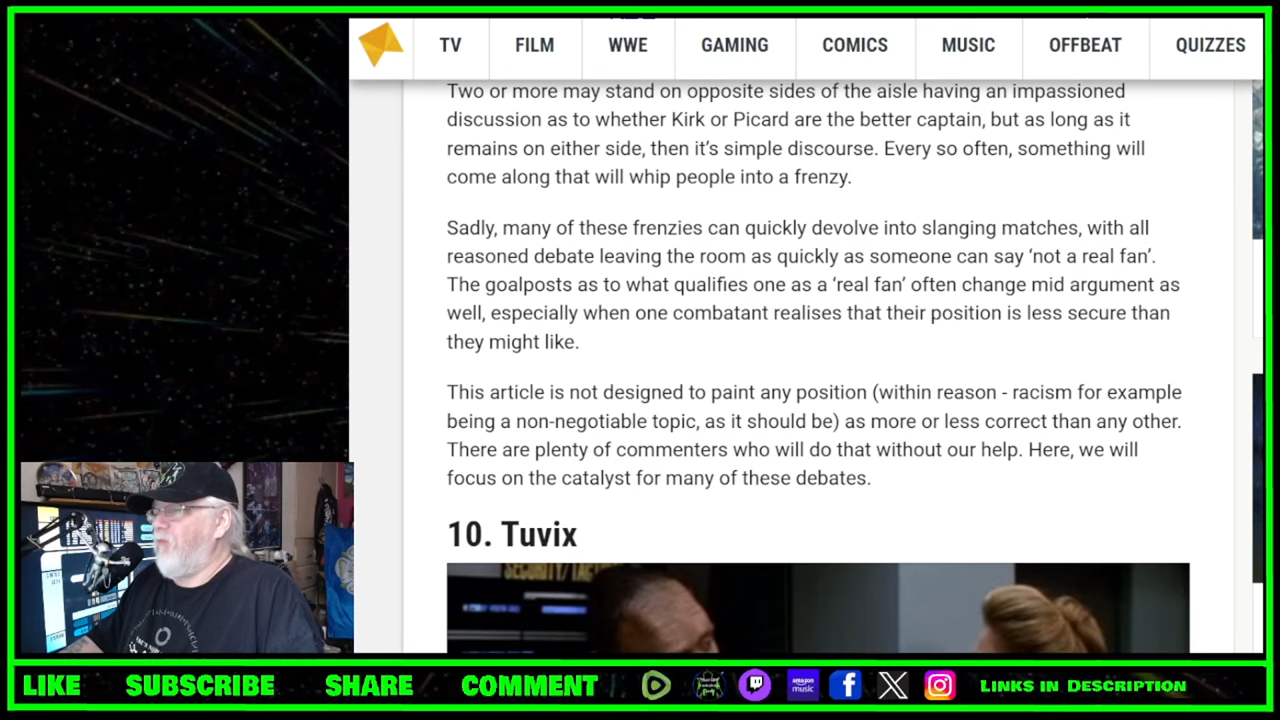 TV
FILM
WWE
GAMING
COMICS
MUSIC
OFFBEAT
QUIZZES
Two or more may stand on opposite sides of the aisle having an impassioned
discussion as to whether Kirk or Picard are the better captain, but as long as it
remains on either side, then it’s simple discourse. Every so often, something will
come along that will whip people into a frenzy.
Sadly, many of these frenzies can quickly devolve into slanging matches, with all
reasoned debate leaving the room as quickly as someone can say ‘not a real fan’.
The goalposts as to what qualifies one as a ‘real fan’ often change mid argument as
well, especially when one combatant realises that their position is less secure than
they might like.
This article is not designed to paint any position (within reason - racism for example
being a non-negotiable topic, as it should be) as more or less correct than any other.
There are plenty of commenters who will do that without our help. Here, we will
focus on the catalyst for many of these debates.
10. Tuvix
LIKE
SUBSCRIBE
SHARE
COMMENT
amazon
music
LINKS IN DESCRIPTION